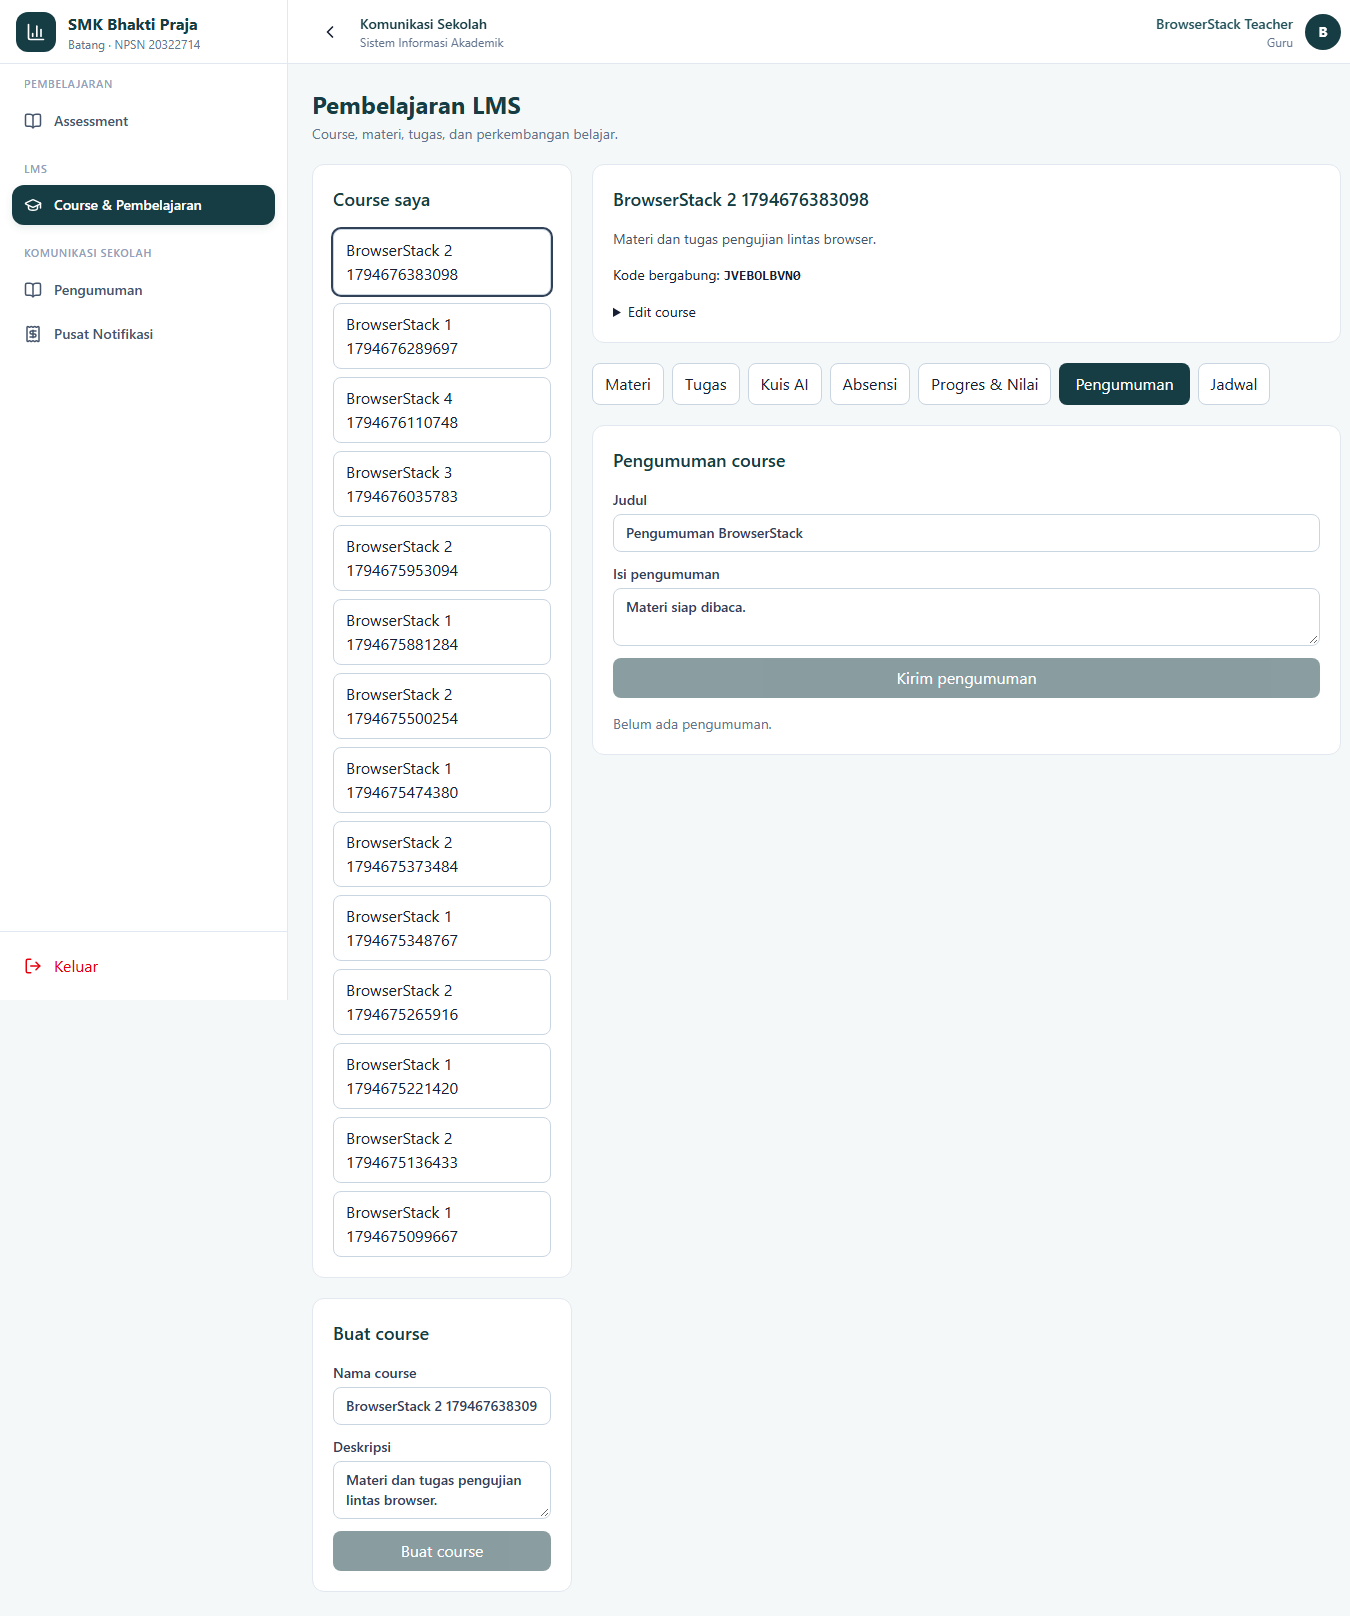 SMK Bhakti Praja
Batang · NPSN 20322714
PEMBELAJARAN
Assessment
LMS
Course & Pembelajaran
KOMUNIKASI SEKOLAH
Pengumuman
Pusat Notifikasi
Keluar
Komunikasi Sekolah
Sistem Informasi Akademik
BrowserStack Teacher
Guru
B
Pembelajaran LMS
Course, materi, tugas, dan perkembangan belajar.
Course saya
BrowserStack 2
1794676383098
BrowserStack 1
1794676289697
BrowserStack 4
1794676110748
BrowserStack 3
1794676035783
BrowserStack 2
1794675953094
BrowserStack 1
1794675881284
BrowserStack 2
1794675500254
BrowserStack 1
1794675474380
BrowserStack 2
1794675373484
BrowserStack 1
1794675348767
BrowserStack 2
1794675265916
BrowserStack 1
1794675221420
BrowserStack 2
1794675136433
BrowserStack 1
1794675099667
Buat course
Nama course
BrowserStack 2 179467638309
Deskripsi
Materi dan tugas pengujian
lintas browser.
Buat course
BrowserStack 2 1794676383098
Materi dan tugas pengujian lintas browser.
Kode bergabung: JVEBOLBVN0
Edit course
Materi
Tugas
Kuis AI
Absensi
Progres & Nilai
Pengumuman
Jadwal
Pengumuman course
Judul
Pengumuman BrowserStack
Isi pengumuman
Materi siap dibaca.
Kirim pengumuman
Belum ada pengumuman.